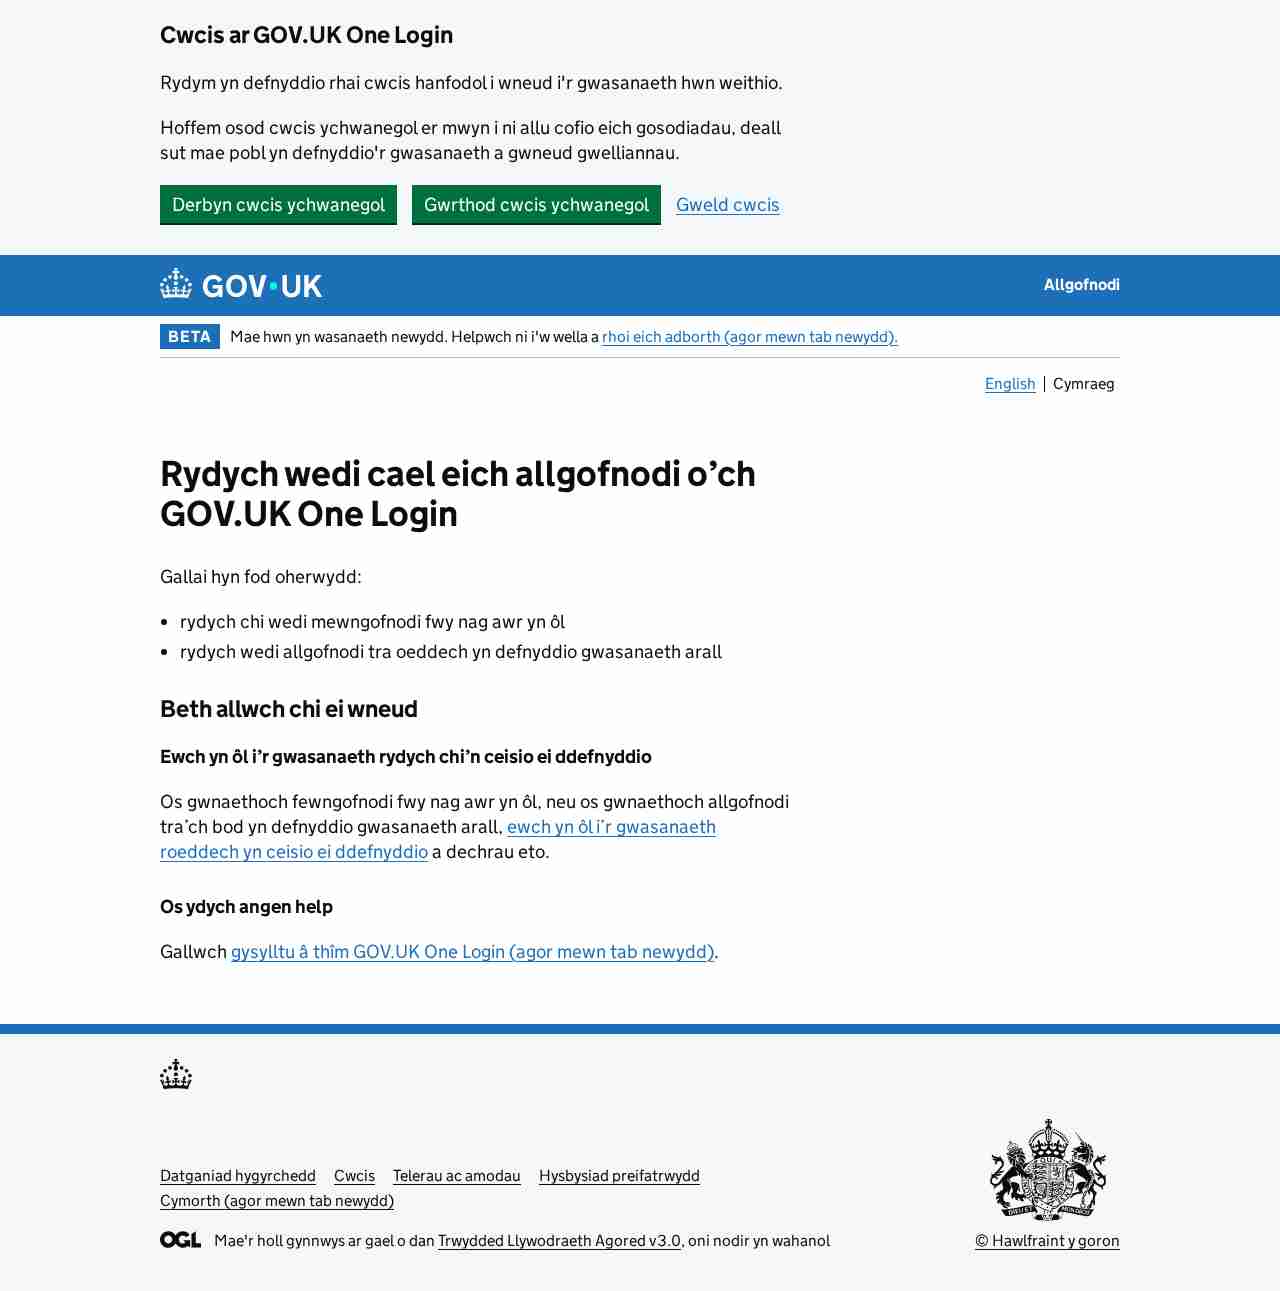 Cwcis ar GOV.UK One Login
Rydym yn defnyddio rhai cwcis hanfodol i wneud i'r gwasanaeth hwn weithio.
Hoffem osod cwcis ychwanegol er mwyn i ni allu cofio eich gosodiadau, deall
sut mae pobl yn defnyddio'r gwasanaeth a gwneud gwelliannau.
Derbyn cwcis ychwanegol Gwrthod cwcis ychwanegol Gweld cwcis
GOV·UK Allgofnodi
BETA Mae hwn yn wasanaeth newydd. Helpwch ni i'w wella a rhoi eich adborth (agor mewn tab newydd).
English | Cymraeg
Rydych wedi cael eich allgofnodi o’ch
GOV.UK One Login
Gallai hyn fod oherwydd:
• rydych chi wedi mewngofnodi fwy nag awr yn ôl
• rydych wedi allgofnodi tra oeddech yn defnyddio gwasanaeth arall
Beth allwch chi ei wneud
Ewch yn ôl i’r gwasanaeth rydych chi’n ceisio ei ddefnyddio
Os gwnaethoch fewngofnodi fwy nag awr yn ôl, neu os gwnaethoch allgofnodi
tra’ch bod yn defnyddio gwasanaeth arall, ewch yn ôl i’r gwasanaeth
roeddech yn ceisio ei ddefnyddio a dechrau eto.
Os ydych angen help
Gallwch gysylltu â thîm GOV.UK One Login (agor mewn tab newydd).
Datganiad hygyrchedd Cwcis Telerau ac amodau Hysbysiad preifatrwydd
Cymorth (agor mewn tab newydd)
OGL Mae'r holl gynnwys ar gael o dan Trwydded Llywodraeth Agored v3.0, oni nodir yn wahanol
© Hawlfraint y goron